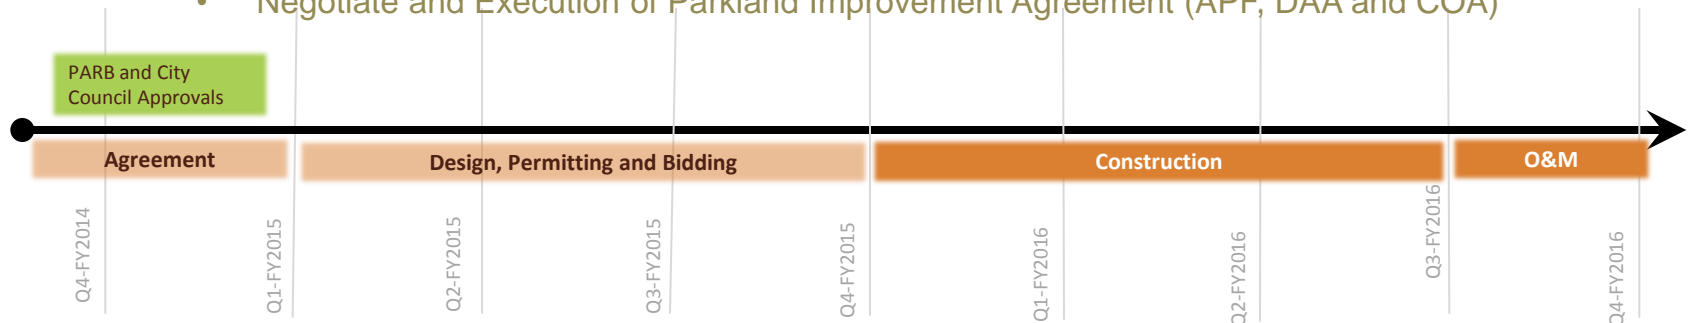 • Negotiate and Execution of Parkland Improvement Agreement (APF, DAA and COA)
PARB and City
Council Approvals
Agreement
Design, Permitting and Bidding
Construction
O&M
Q4-FY2014
Q1-FY2015
Q2-FY2015
Q3-FY2015
Q4-FY2015
Q1-FY2016
Q2-FY2016
Q3-FY2016
Q4-FY2016